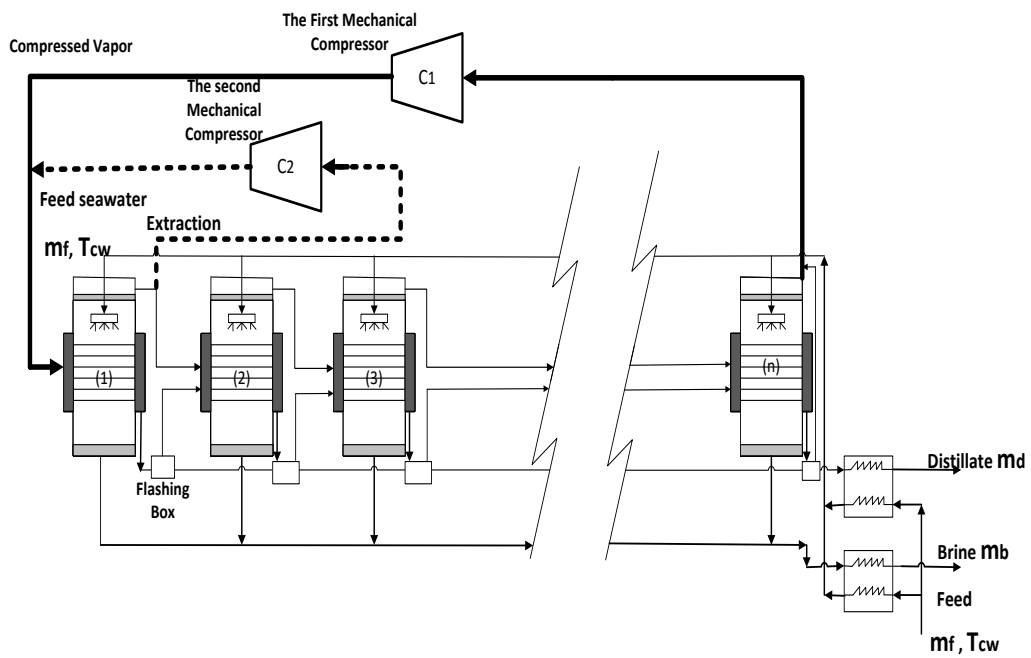 The First Mechanical
Compressor
Compressed Vapor
C1
The second
Mechanical
Compressor
C2
Feed seawater
Extraction
mf, Tcw
(1)
(2)
(3)
(n)
Flashing
Box
Distillate md
Brine mb
Feed
mf , Tcw